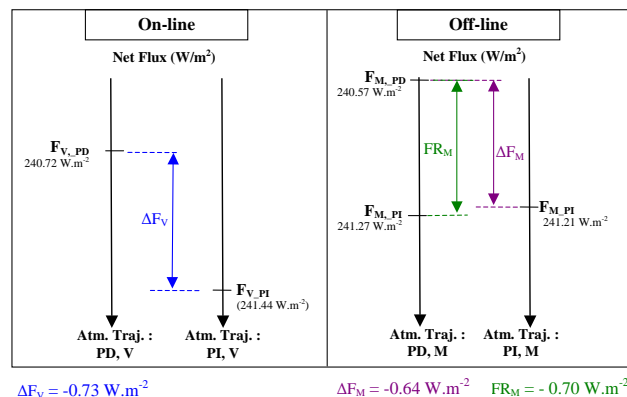 On-line
Net Flux (W/m²)
F_V,_PD
240.72 W.m⁻²
ΔF_V
F_V_PI
(241.44 W.m⁻²)
Atm. Traj. :
PD, V
Atm. Traj. :
PI, V
Off-line
Net Flux (W/m²)
F_M,_PD
240.57 W.m⁻²
FR_M
ΔF_M
F_M,_PI
241.27 W.m⁻²
F_M_PI
241.21 W.m⁻²
Atm. Traj. :
PD, M
Atm. Traj. :
PI, M
ΔF_V = -0.73 W.m⁻²
ΔF_M = -0.64 W.m⁻²
FR_M = - 0.70 W.m⁻²